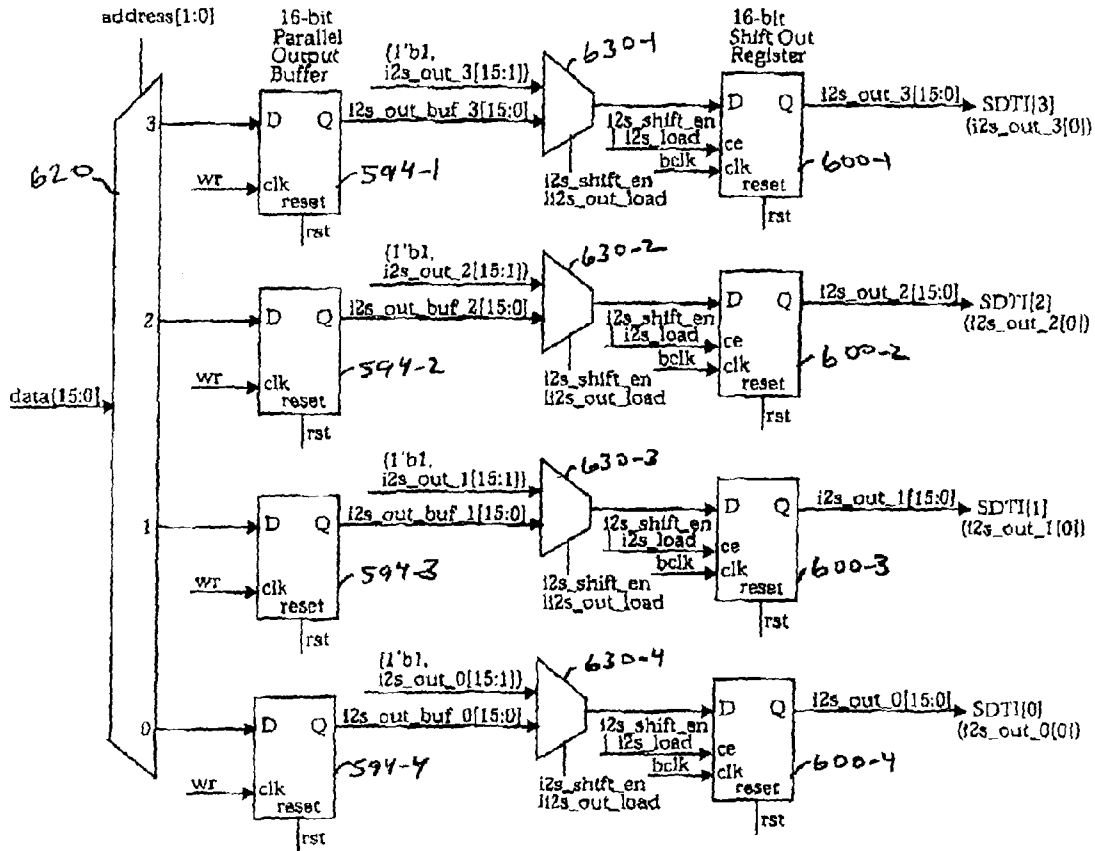 address[1:0]
16-bit
Parallel
Output
Buffer
16-bit
Shift Out
Register
620
data[15:0]
3
wr
D Q
clk
reset
rst
594-1
{1'b1,
i2s_out_3[15:1]}
i2s_out_buf_3[15:0]
630-1
i2s_shift_en
i2s_out_load
i2s_shift_en
| i2s_load
bclk
D Q
ce
clk
reset
rst
600-1
i2s_out_3[15:0]
SDTI[3]
(i2s_out_3[0])
2
wr
D Q
clk
reset
rst
594-2
{1'b1,
i2s_out_2[15:1]}
i2s_out_buf_2[15:0]
630-2
i2s_shift_en
i2s_out_load
i2s_shift_en
| i2s_load
bclk
D Q
ce
clk
reset
rst
600-2
i2s_out_2[15:0]
SDTI[2]
(i2s_out_2[0])
1
wr
D Q
clk
reset
rst
594-3
{1'b1,
i2s_out_1[15:1]}
i2s_out_buf_1[15:0]
630-3
i2s_shift_en
i2s_out_load
i2s_shift_en
| i2s_load
bclk
D Q
ce
clk
reset
rst
600-3
i2s_out_1[15:0]
SDTI[1]
(i2s_out_1[0])
0
wr
D Q
clk
reset
rst
594-4
{1'b1,
i2s_out_0[15:1]}
i2s_out_buf_0[15:0]
630-4
i2s_shift_en
i2s_out_load
i2s_shift_en
| i2s_load
bclk
D Q
ce
clk
reset
rst
600-4
i2s_out_0[15:0]
SDTI[0]
(i2s_out_0[0])